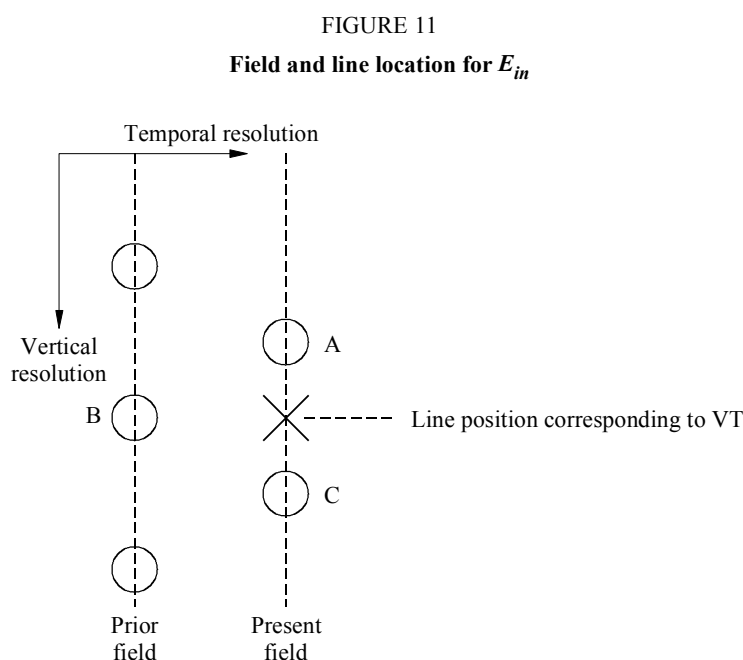 FIGURE 11
Field and line location for E_in
Temporal resolution
Vertical
resolution
A
B
Line position corresponding to VT
C
Prior
field
Present
field